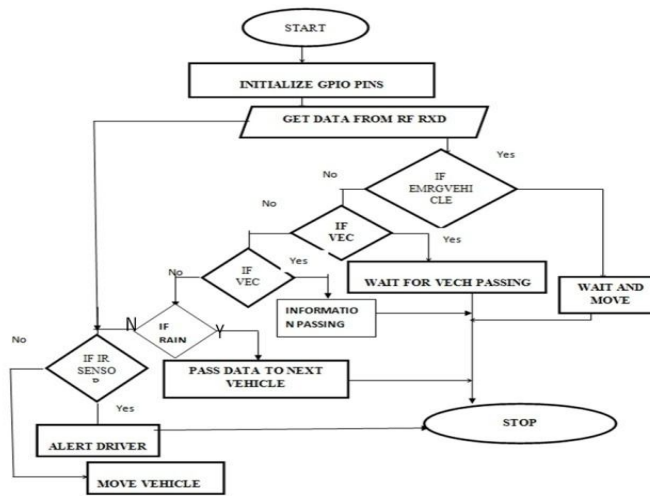 START
INITIALIZE GPIO PINS
GET DATA FROM RF RXD
Yes
IF
EMRGVEHI
CLE
No
No
IF
VEC
Yes
WAIT FOR VECH PASSING
WAIT AND
MOVE
Yes
IF
VEC
No
INFORMATIO
N PASSING
N
IF
RAIN
Y
PASS DATA TO NEXT
VEHICLE
No
IF IR
SENSO
Yes
STOP
ALERT DRIVER
MOVE VEHICLE